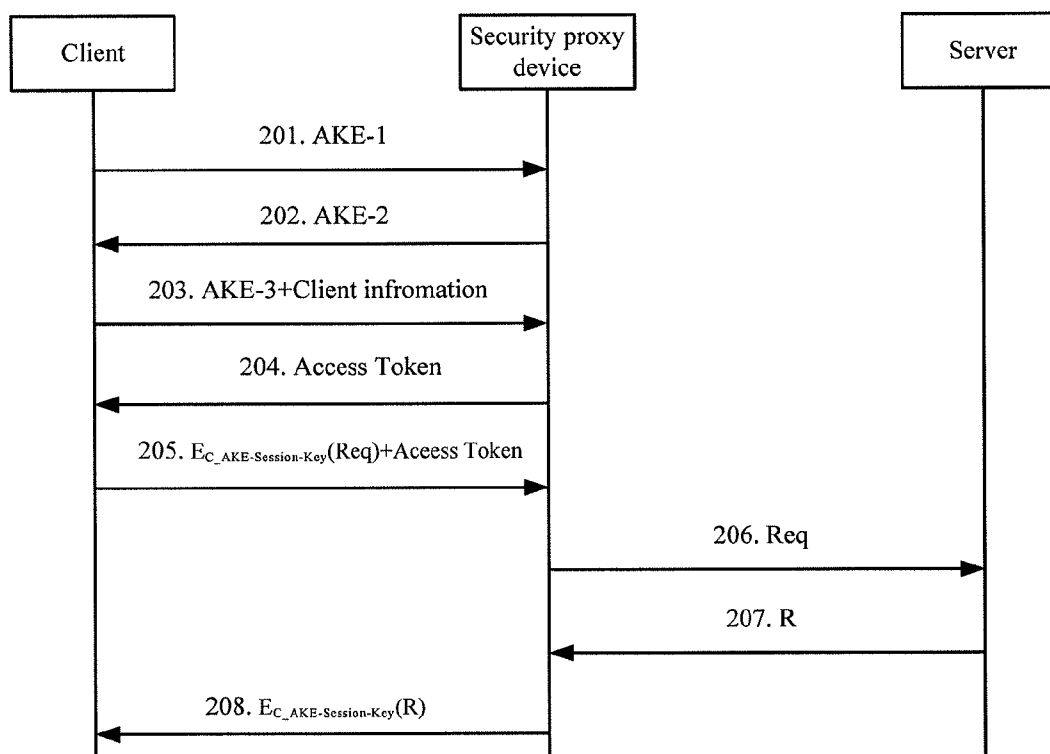 Client
Security proxy
device
Server
201. AKE-1
202. AKE-2
203. AKE-3+Client infromation
204. Access Token
205. EC_AKE-Session-Key(Req)+Aceess Token
206. Req
207. R
208. EC_AKE-Session-Key(R)